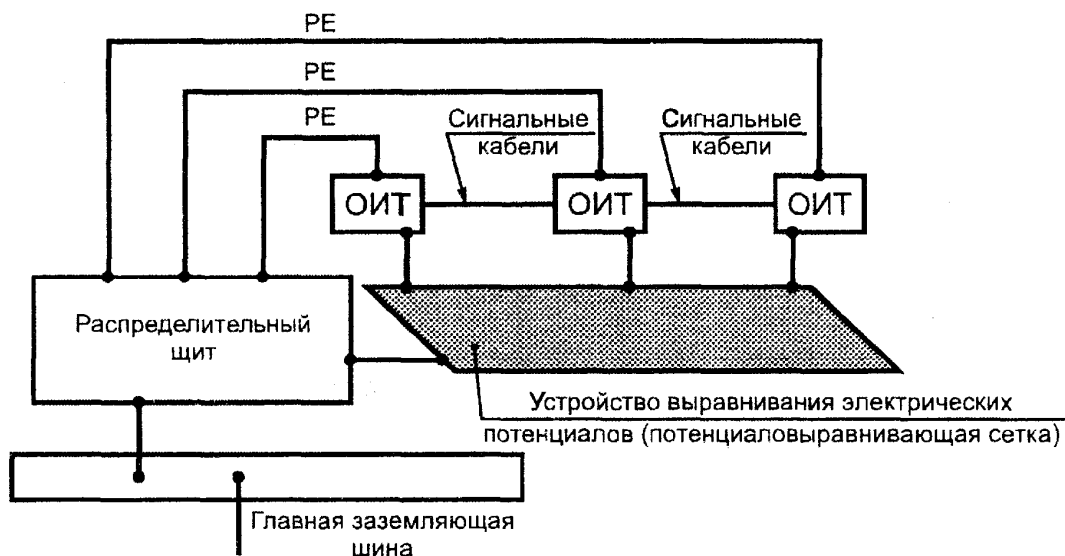 PE
PE
PE
Сигнальные
кабели
Сигнальные
кабели
ОИТ
ОИТ
ОИТ
Распределительный
щит
Устройство выравнивания электрических
потенциалов (потенциаловыравнивающая сетка)
Главная заземляющая
шина